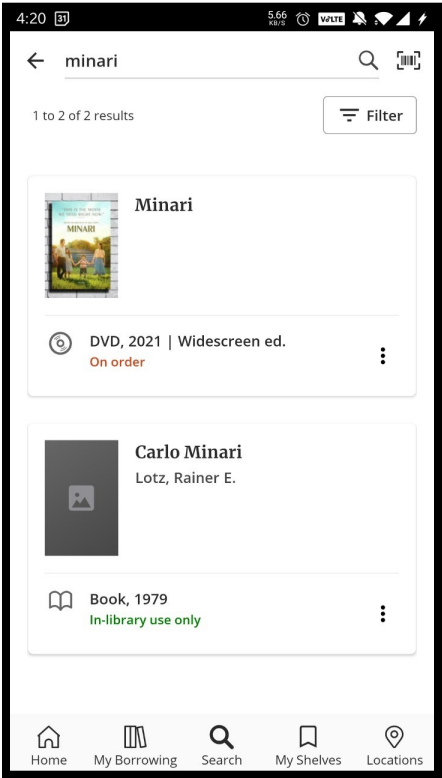 4:20 31 5.66 KB/S VoLTE
minari
1 to 2 of 2 results
Filter
Minari
MINARI
DVD, 2021 | Widescreen ed.
On order
Carlo Minari
Lotz, Rainer E.
Book, 1979
In-library use only
Home My Borrowing Search My Shelves Locations